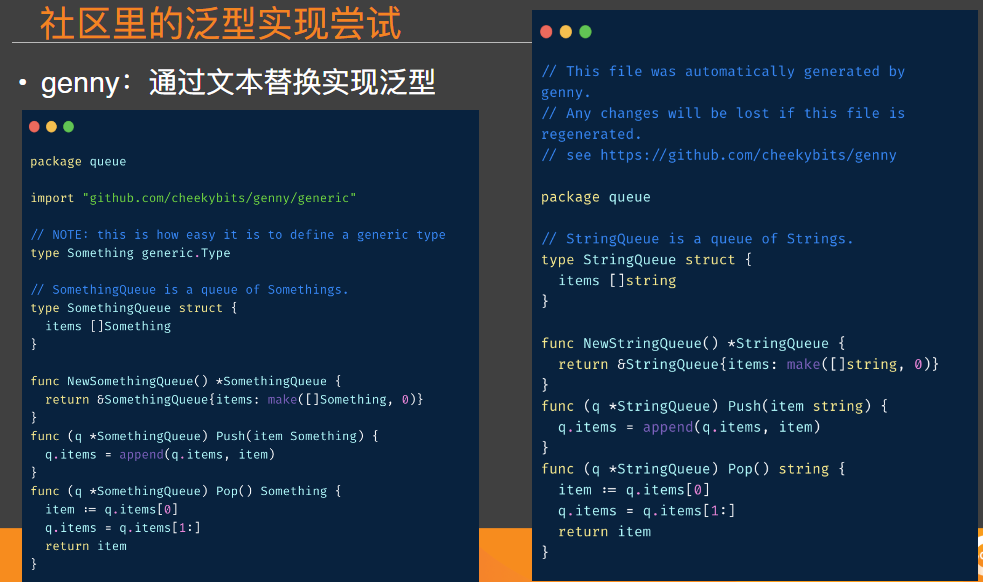 社区里的泛型实现尝试
• genny：通过文本替换实现泛型
package queue
import "github.com/cheekybits/genny/generic"
// NOTE: this is how easy it is to define a generic type
type Something generic.Type
// SomethingQueue is a queue of Somethings.
type SomethingQueue struct {
  items []Something
}
func NewSomethingQueue() *SomethingQueue {
  return &SomethingQueue{items: make([]Something, 0)}
}
func (q *SomethingQueue) Push(item Something) {
  q.items = append(q.items, item)
}
func (q *SomethingQueue) Pop() Something {
  item := q.items[0]
  q.items = q.items[1:]
  return item
}
// This file was automatically generated by
genny.
// Any changes will be lost if this file is
regenerated.
// see https://github.com/cheekybits/genny
package queue
// StringQueue is a queue of Strings.
type StringQueue struct {
  items []string
}
func NewStringQueue() *StringQueue {
  return &StringQueue{items: make([]string, 0)}
}
func (q *StringQueue) Push(item string) {
  q.items = append(q.items, item)
}
func (q *StringQueue) Pop() string {
  item := q.items[0]
  q.items = q.items[1:]
  return item
}